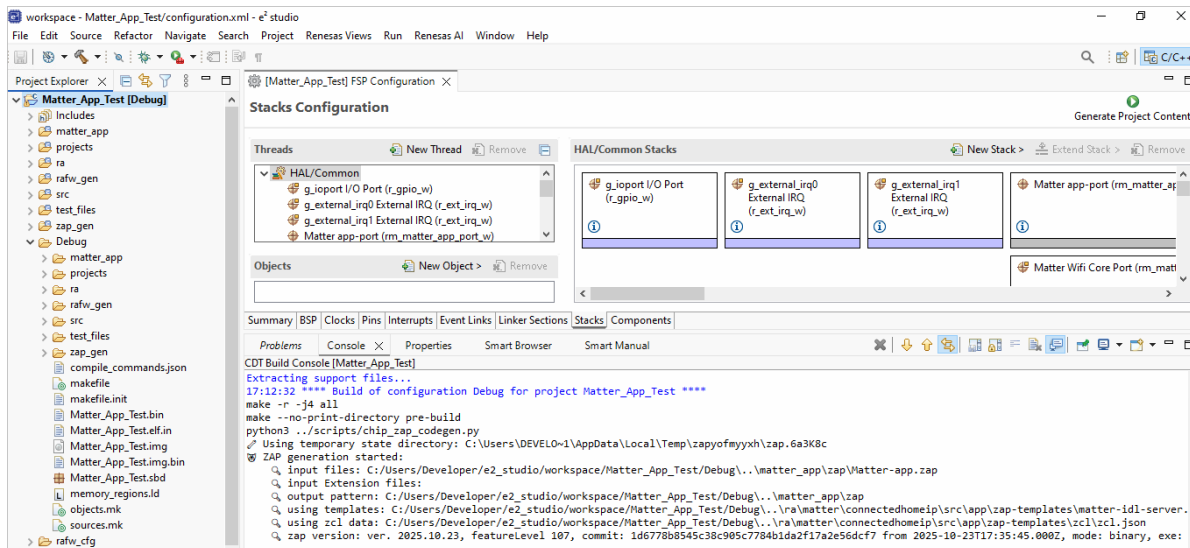 workspace - Matter_App_Test/configuration.xml - e² studio
File Edit Source Refactor Navigate Search Project Renesas Views Run Renesas AI Window Help
C/C++
Project Explorer
Matter_App_Test [Debug]
Includes
matter_app
projects
ra
rafw_gen
src
test_files
zap_gen
Debug
matter_app
projects
ra
rafw_gen
src
test_files
zap_gen
compile_commands.json
makefile
makefile.init
Matter_App_Test.bin
Matter_App_Test.elf.in
Matter_App_Test.img
Matter_App_Test.img.bin
Matter_App_Test.sbd
memory_regions.ld
objects.mk
sources.mk
rafw_cfg
[Matter_App_Test] FSP Configuration
Stacks Configuration
Generate Project Content
Threads New Thread Remove
HAL/Common
g_ioport I/O Port (r_gpio_w)
g_external_irq0 External IRQ (r_ext_irq_w)
g_external_irq1 External IRQ (r_ext_irq_w)
Matter app-port (rm_matter_app_port_w)
Objects New Object > Remove
HAL/Common Stacks New Stack > Extend Stack > Remove
g_ioport I/O Port
(r_gpio_w)
g_external_irq0
External IRQ
(r_ext_irq_w)
g_external_irq1
External IRQ
(r_ext_irq_w)
Matter app-port (rm_matter_ap
Matter Wifi Core Port (rm_matt
Summary BSP Clocks Pins Interrupts Event Links Linker Sections Stacks Components
Problems Console Properties Smart Browser Smart Manual
CDT Build Console [Matter_App_Test]
Extracting support files...
17:12:32 **** Build of configuration Debug for project Matter_App_Test ****
make -r -j4 all
make --no-print-directory pre-build
python3 ../scripts/chip_zap_codegen.py
Using temporary state directory: C:\Users\DEVELO~1\AppData\Local\Temp\zapyofmyyxh\zap.6a3K8c
ZAP generation started:
input files: C:/Users/Developer/e2_studio/workspace/Matter_App_Test/Debug\..\matter_app\zap\Matter-app.zap
input Extension files:
output pattern: C:/Users/Developer/e2_studio/workspace/Matter_App_Test/Debug\..\matter_app\zap
using templates: C:/Users/Developer/e2_studio/workspace/Matter_App_Test/Debug\..\ra\matter\connectedhomeip\src\app\zap-templates\matter-idl-server.
using zcl data: C:/Users/Developer/e2_studio/workspace/Matter_App_Test/Debug\..\ra\matter\connectedhomeip\src\app\zap-templates\zcl\zcl.json
zap version: ver. 2025.10.23, featureLevel 107, commit: 1d6778b8545c38c905c7784b1da2f17a2e56dcf7 from 2025-10-23T17:35:45.000Z, mode: binary, exe: